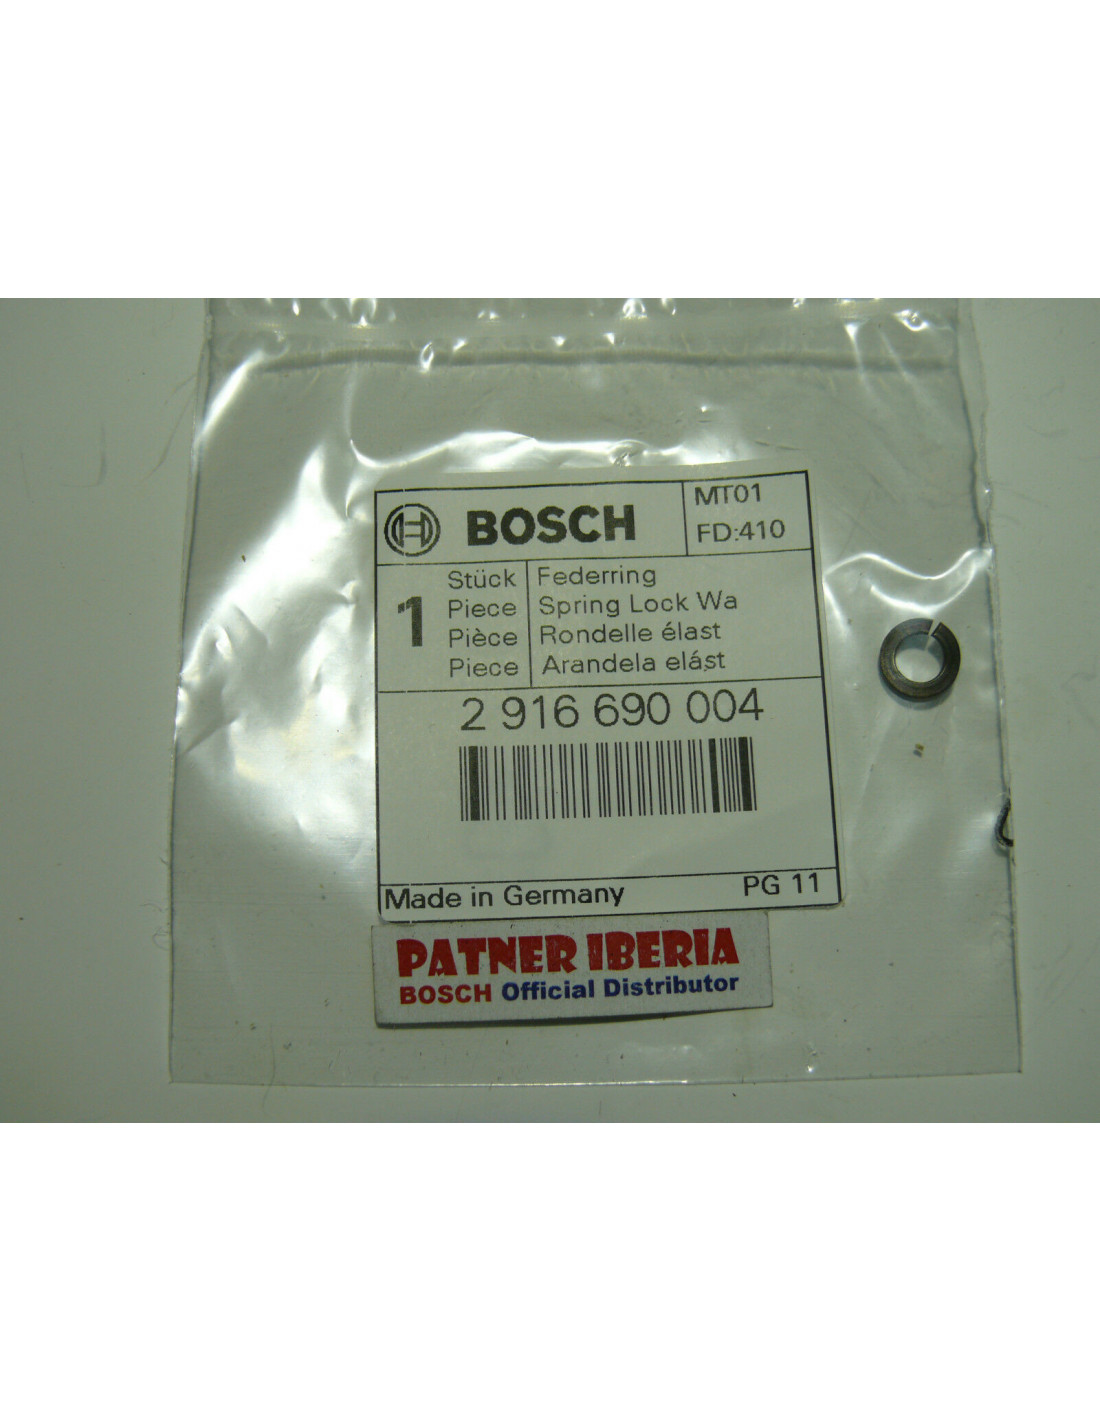 BOSCH
MT01
FD:410
1
Stück
Piece
Pièce
Piece
Federring
Spring Lock Wa
Rondelle élast
Arandela elást
2 916 690 004
Made in Germany
PG 11
PATNER IBERIA
BOSCH Official Distributor